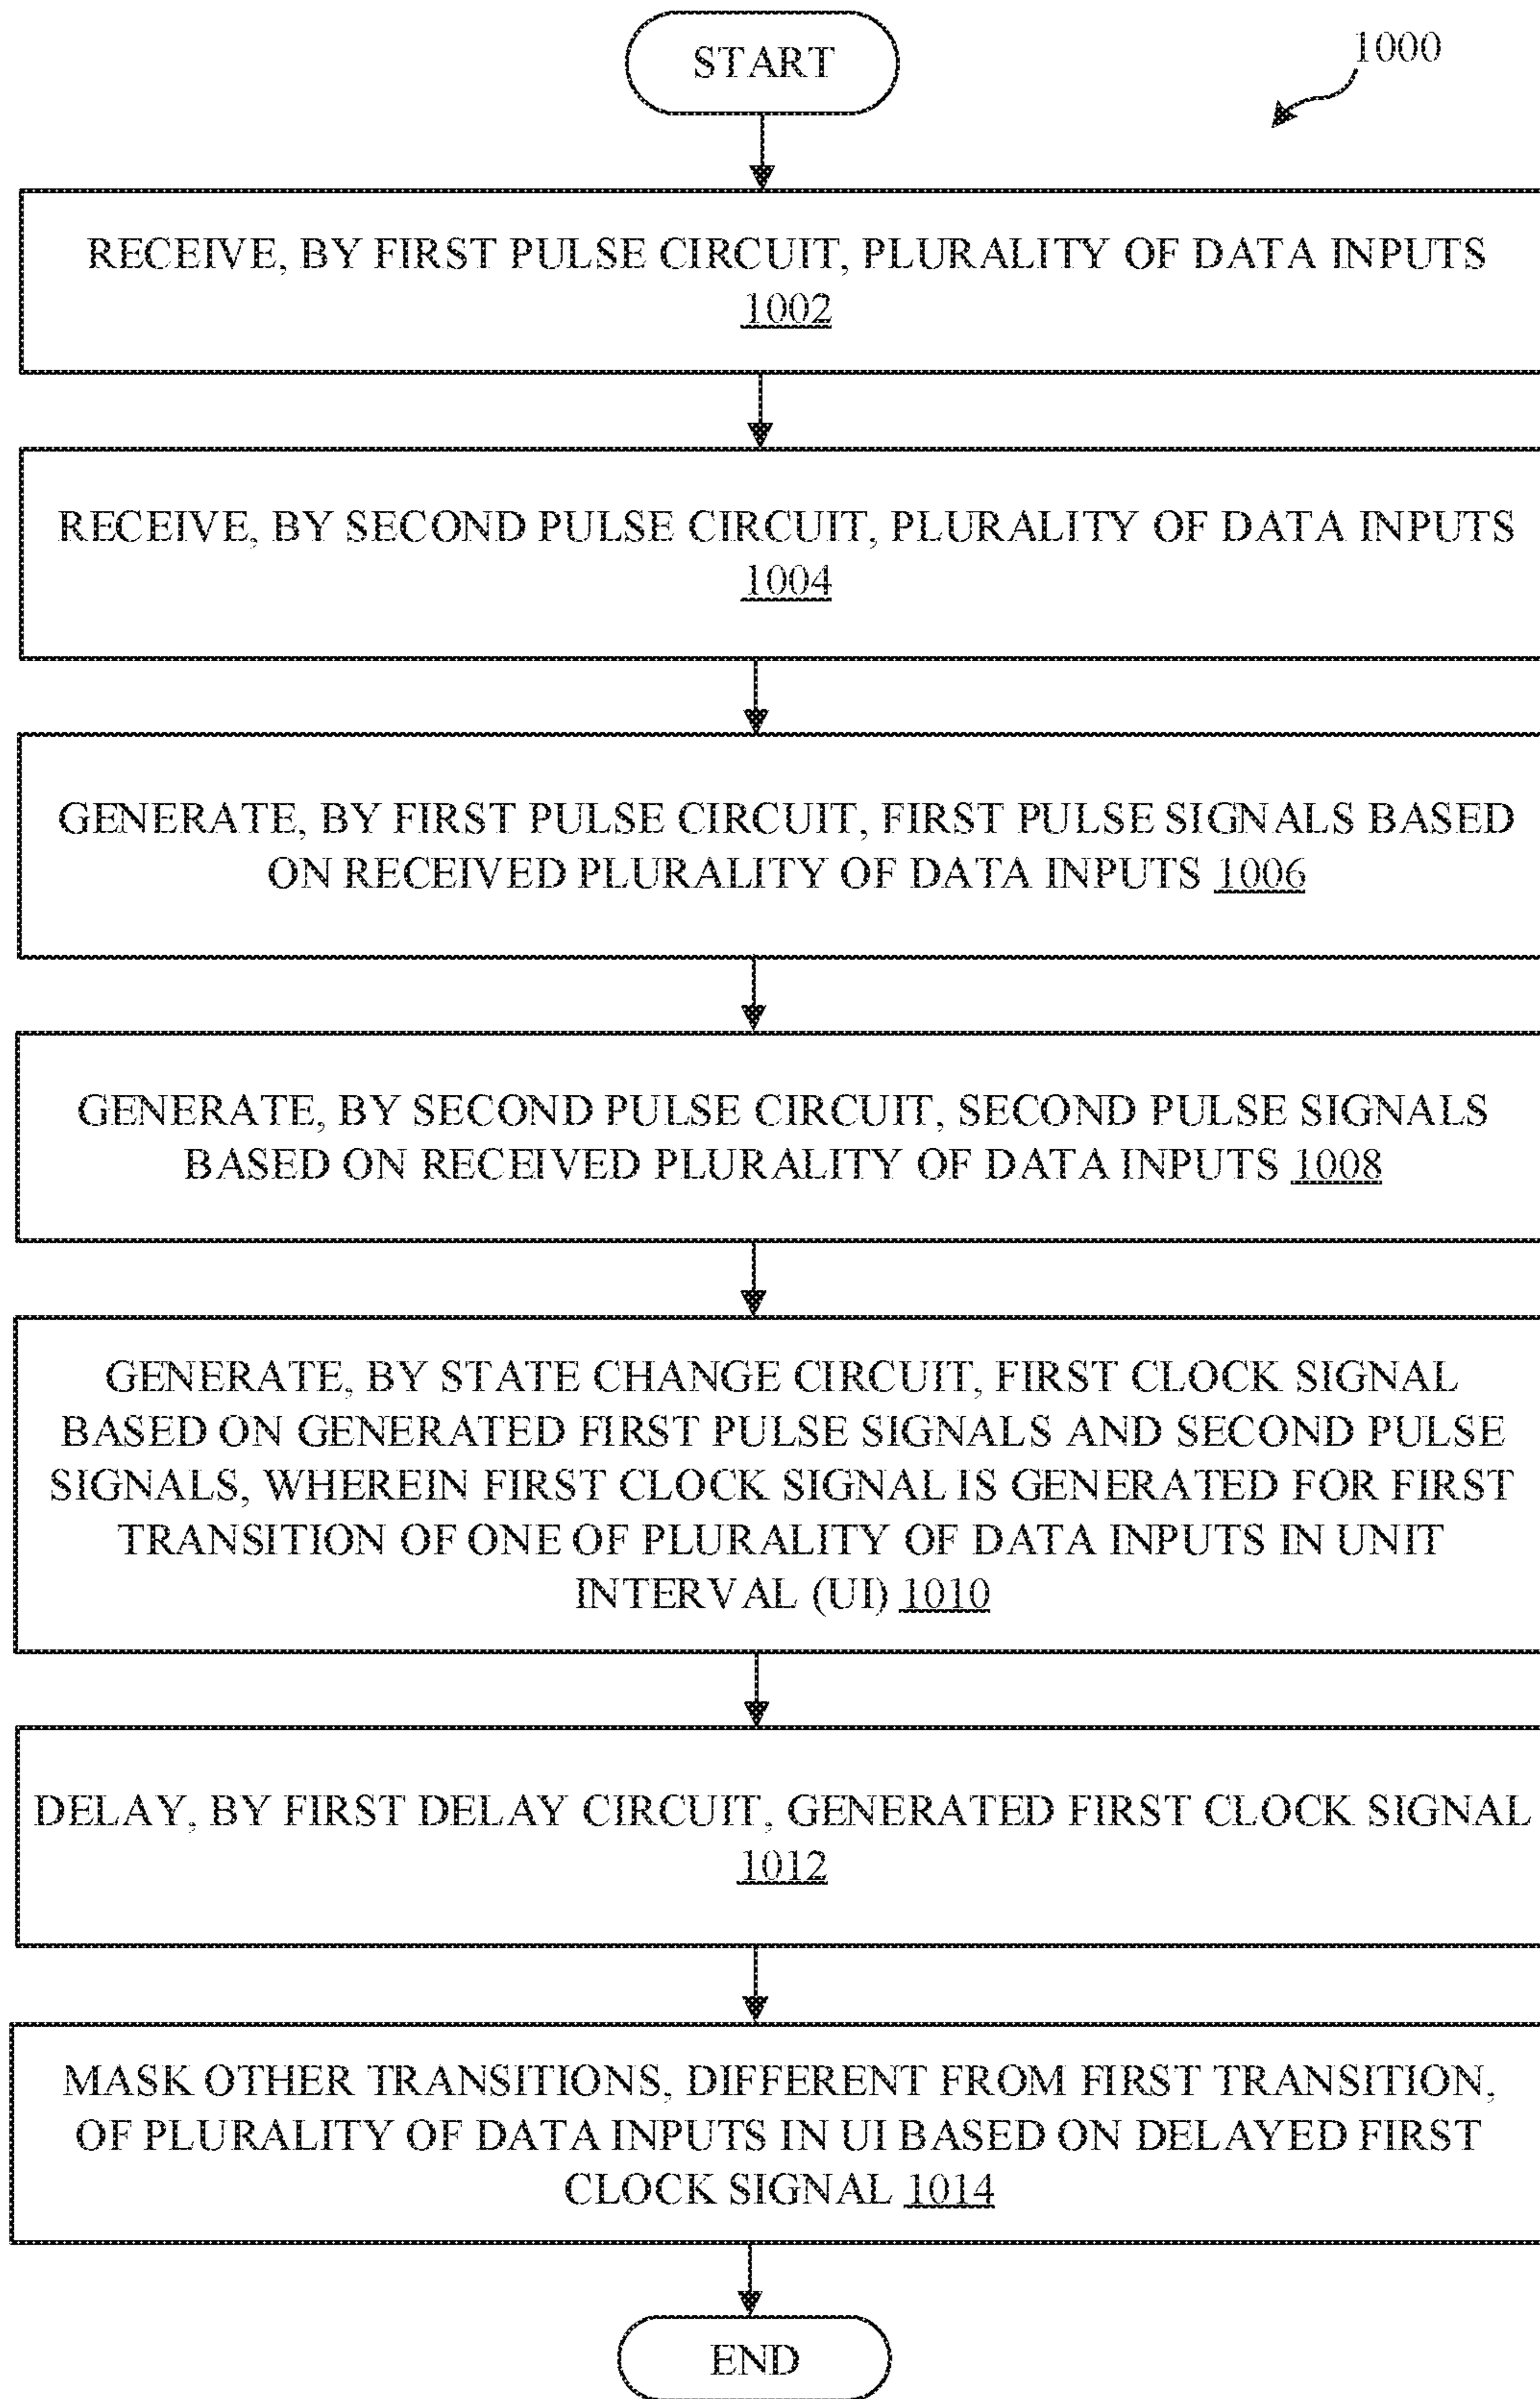 START
1000
RECEIVE, BY FIRST PULSE CIRCUIT, PLURALITY OF DATA INPUTS
1002
RECEIVE, BY SECOND PULSE CIRCUIT, PLURALITY OF DATA INPUTS
1004
GENERATE, BY FIRST PULSE CIRCUIT, FIRST PULSE SIGNALS BASED
ON RECEIVED PLURALITY OF DATA INPUTS 1006
GENERATE, BY SECOND PULSE CIRCUIT, SECOND PULSE SIGNALS
BASED ON RECEIVED PLURALITY OF DATA INPUTS 1008
GENERATE, BY STATE CHANGE CIRCUIT, FIRST CLOCK SIGNAL
BASED ON GENERATED FIRST PULSE SIGNALS AND SECOND PULSE
SIGNALS, WHEREIN FIRST CLOCK SIGNAL IS GENERATED FOR FIRST
TRANSITION OF ONE OF PLURALITY OF DATA INPUTS IN UNIT
INTERVAL (UI) 1010
DELAY, BY FIRST DELAY CIRCUIT, GENERATED FIRST CLOCK SIGNAL
1012
MASK OTHER TRANSITIONS, DIFFERENT FROM FIRST TRANSITION,
OF PLURALITY OF DATA INPUTS IN UI BASED ON DELAYED FIRST
CLOCK SIGNAL 1014
END